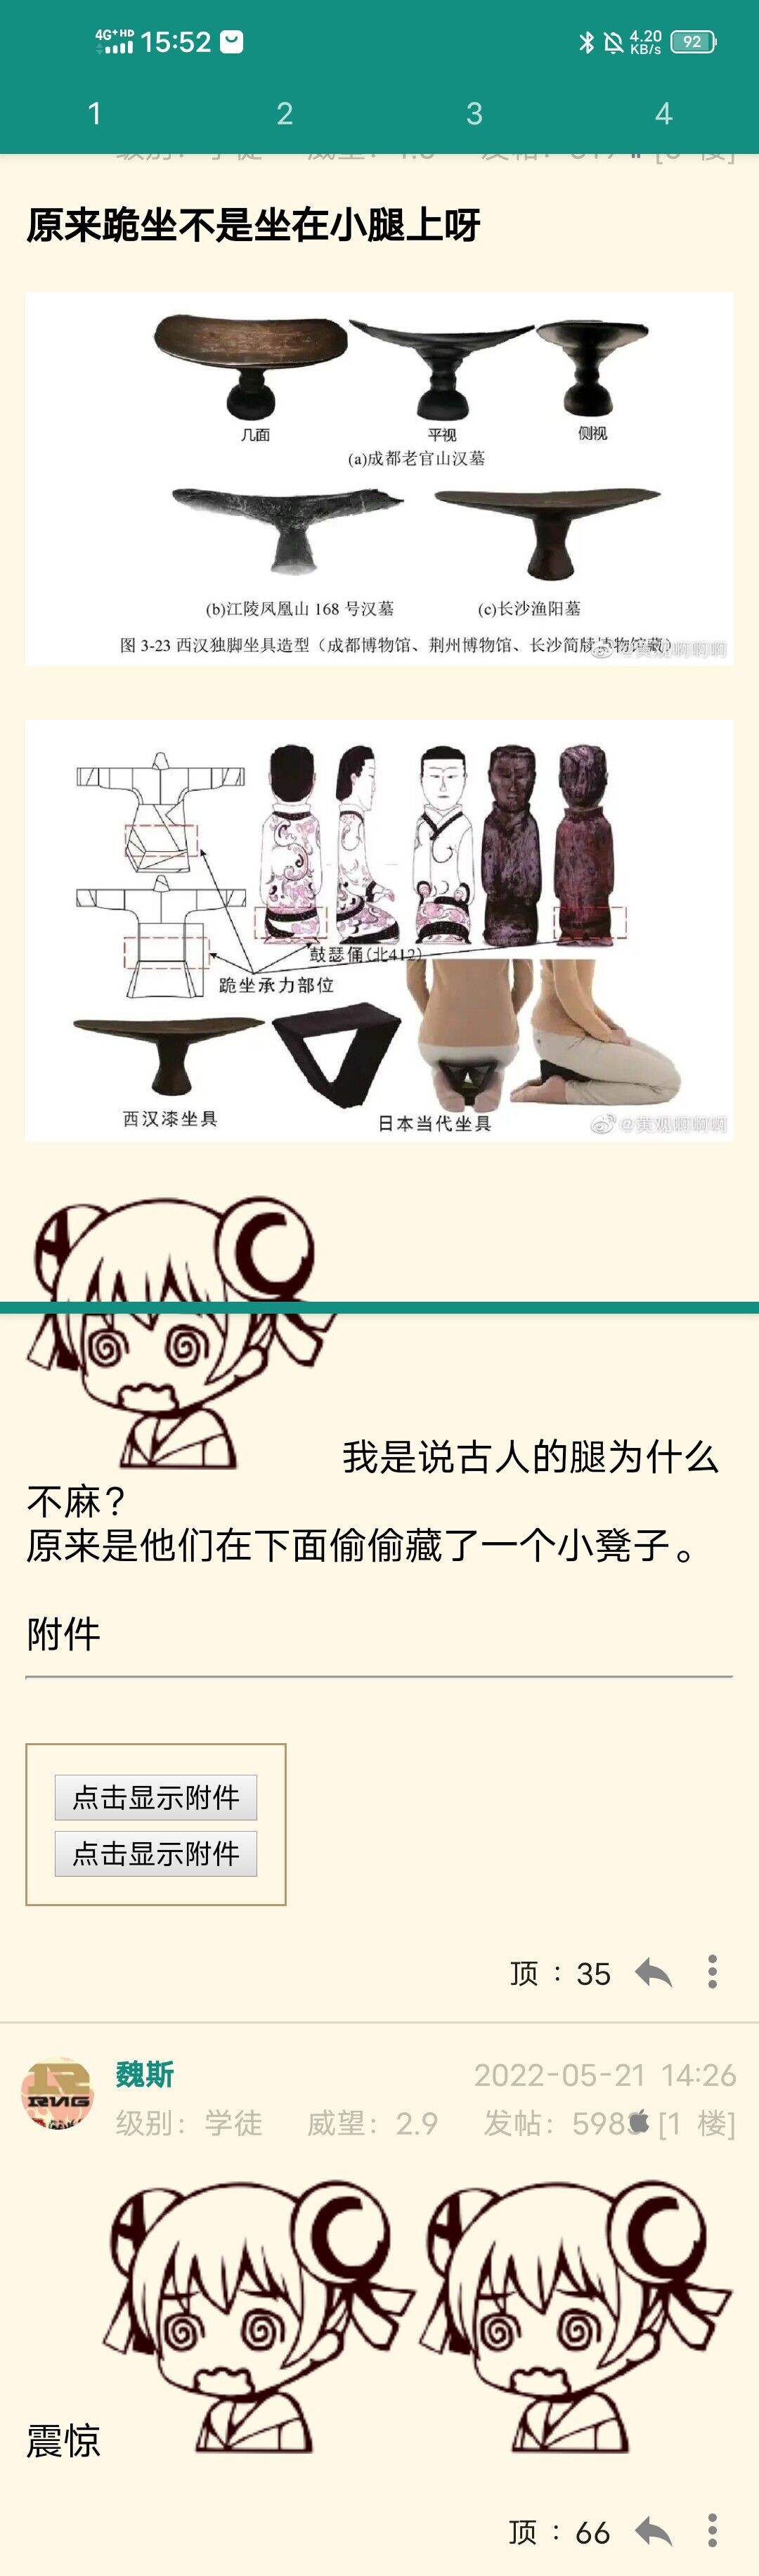 4G+HD 15:52 4.20 KB/s 92
1 2 3 4
原来跪坐不是坐在小腿上呀
几面 平视 侧视
(a)成都老官山汉墓
(b)江陵凤凰山 168 号汉墓 (c)长沙渔阳墓
图 3-23 西汉独脚坐具造型（成都博物馆、荆州博物馆、长沙简牍博物馆藏）
鼓瑟俑(北412)
跪坐承力部位
西汉漆坐具 日本当代坐具
@黄观啊啊啊
我是说古人的腿为什么
不麻？
原来是他们在下面偷偷藏了一个小凳子。
附件
点击显示附件
点击显示附件
顶 : 35
RNG
魏斯 2022-05-21 14:26
级别：学徒 威望：2.9 发帖：598 [1 楼]
震惊
顶 : 66